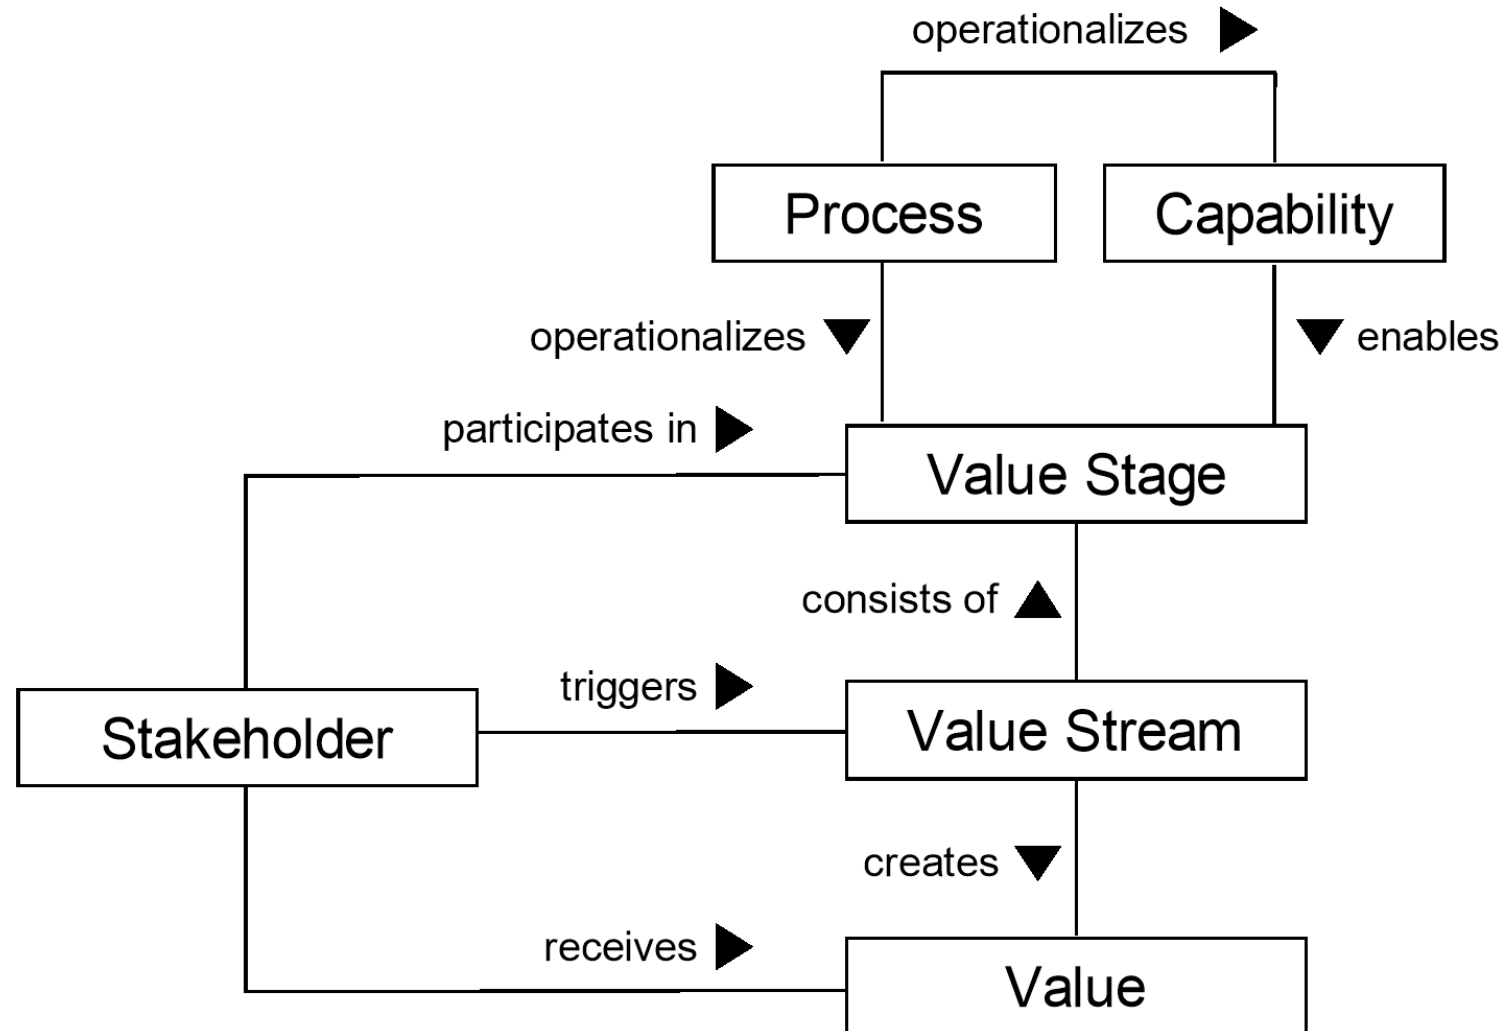 operationalizes
Process
Capability
operationalizes
enables
participates in
Value Stage
consists of
triggers
Stakeholder
Value Stream
creates
receives
Value